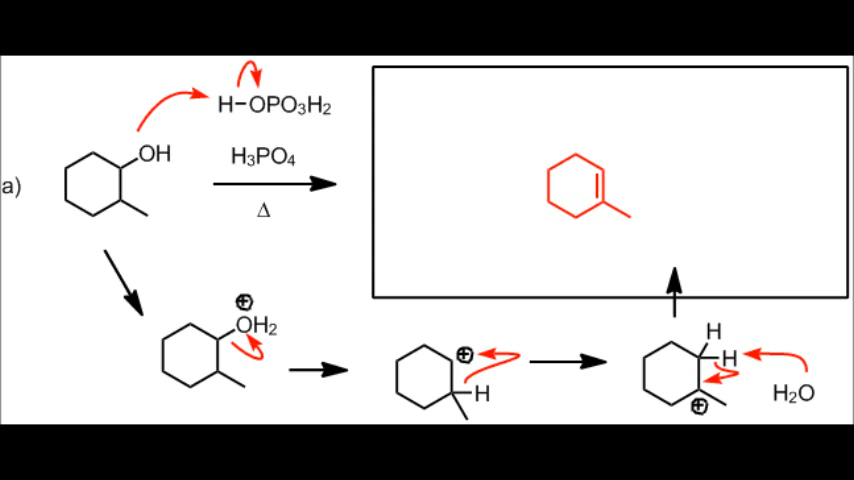 H–OPO₃H₂
OH
H₃PO₄
a)
Δ
⊕
OH₂
⊕
H
H
H
H₂O
⊕